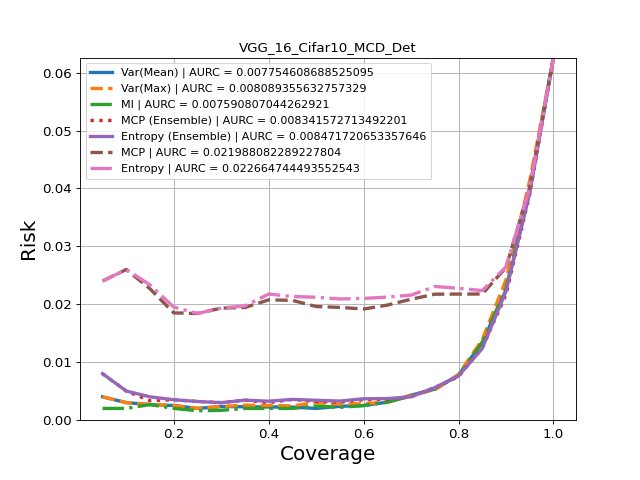 VGG_16_Cifar10_MCD_Det
0.06
0.05
0.04
0.03
0.02
0.01
0.00
Risk
Var(Mean) | AURC = 0.007754608688525095
Var(Max) | AURC = 0.008089355632757329
MI | AURC = 0.007590807044262921
MCP (Ensemble) | AURC = 0.008341572713492201
Entropy (Ensemble) | AURC = 0.008471720653357646
MCP | AURC = 0.021988082289227804
Entropy | AURC = 0.022664744493552543
0.2 0.4 0.6 0.8 1.0
Coverage